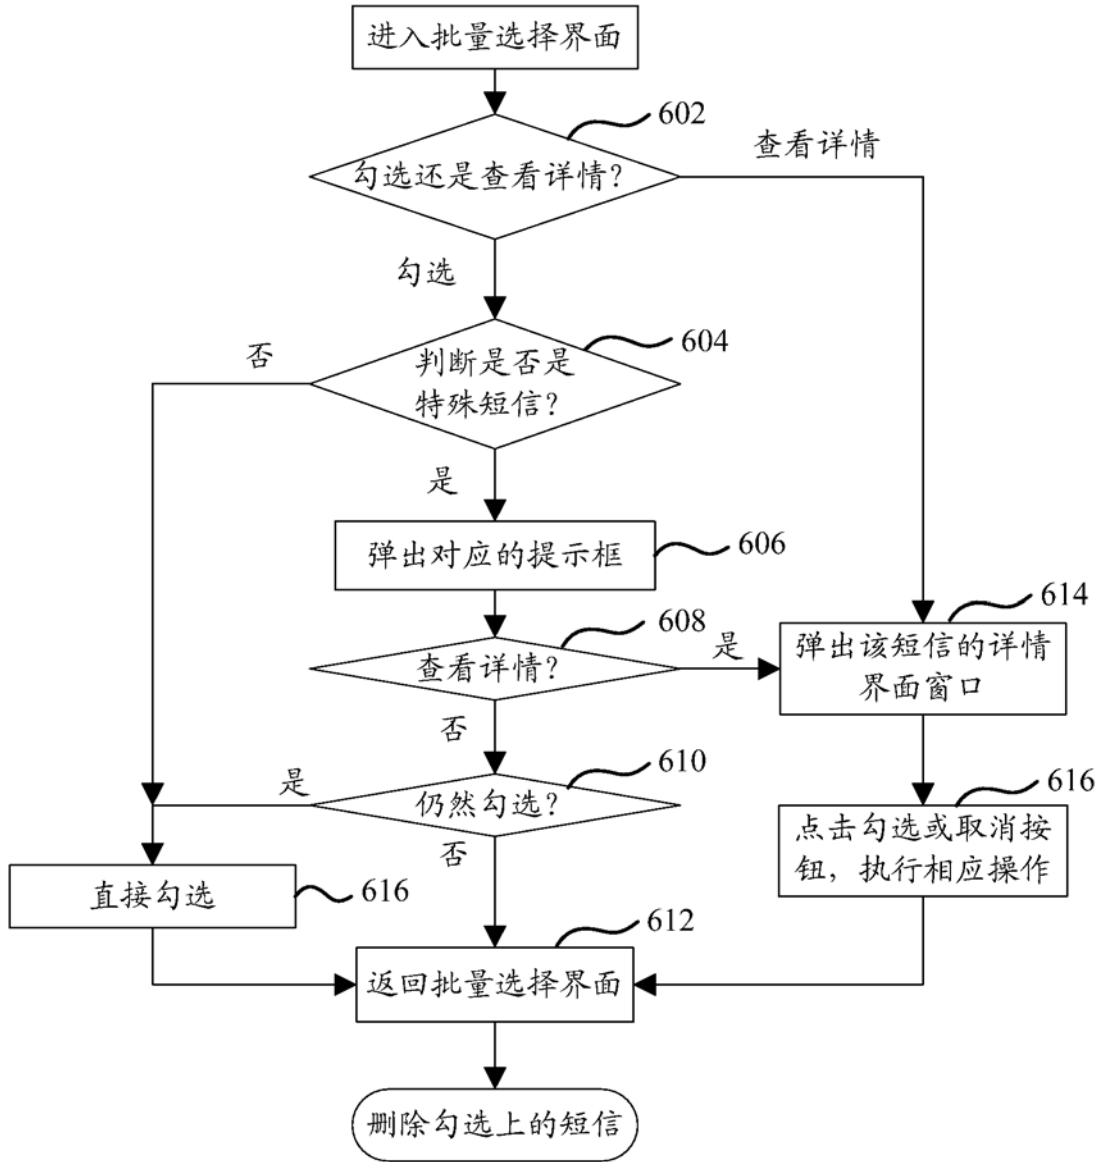 进入批量选择界面
602
查看详情
勾选还是查看详情?
勾选
604
否
判断是否是
特殊短信?
是
606
弹出对应的提示框
614
608
弹出该短信的详情
界面窗口
查看详情?
是
否
610
616
是
仍然勾选?
点击勾选或取消按
钮，执行相应操作
否
直接勾选
616
612
返回批量选择界面
删除勾选上的短信